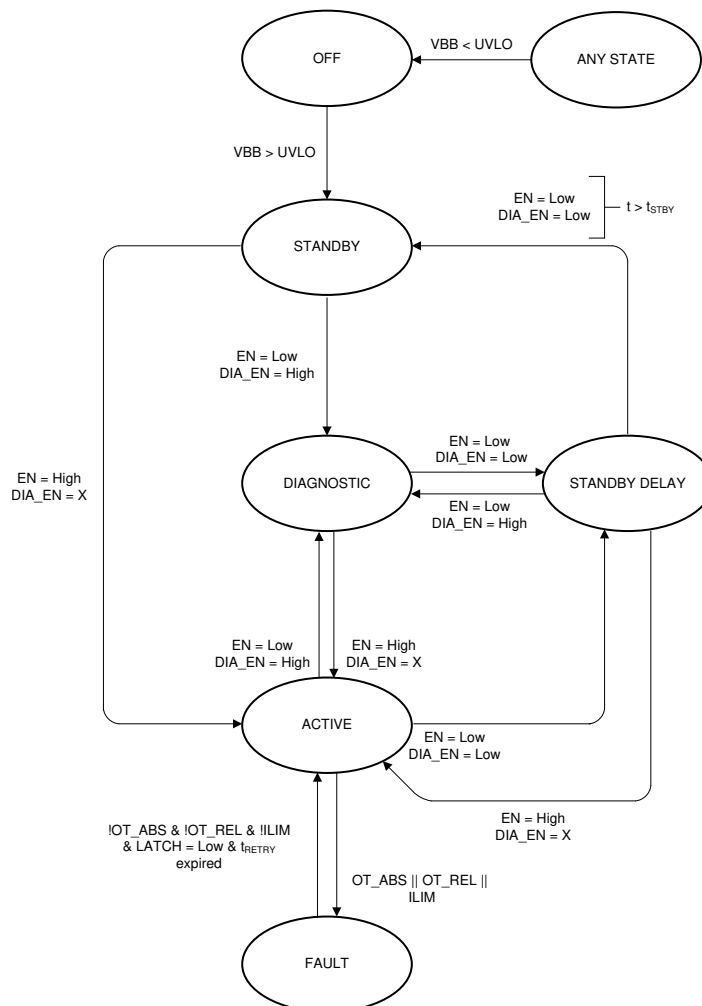 OFF
VBB < UVLO
ANY STATE
VBB > UVLO
EN = Low
DIA_EN = Low
t > tSTBY
STANDBY
EN = Low
DIA_EN = High
EN = High
DIA_EN = X
DIAGNOSTIC
EN = Low
DIA_EN = Low
EN = Low
DIA_EN = High
STANDBY DELAY
EN = Low
DIA_EN = High
EN = High
DIA_EN = X
ACTIVE
EN = Low
DIA_EN = Low
EN = High
DIA_EN = X
!OT_ABS & !OT_REL & !ILIM
& LATCH = Low & tRETRY
expired
OT_ABS || OT_REL ||
ILIM
FAULT